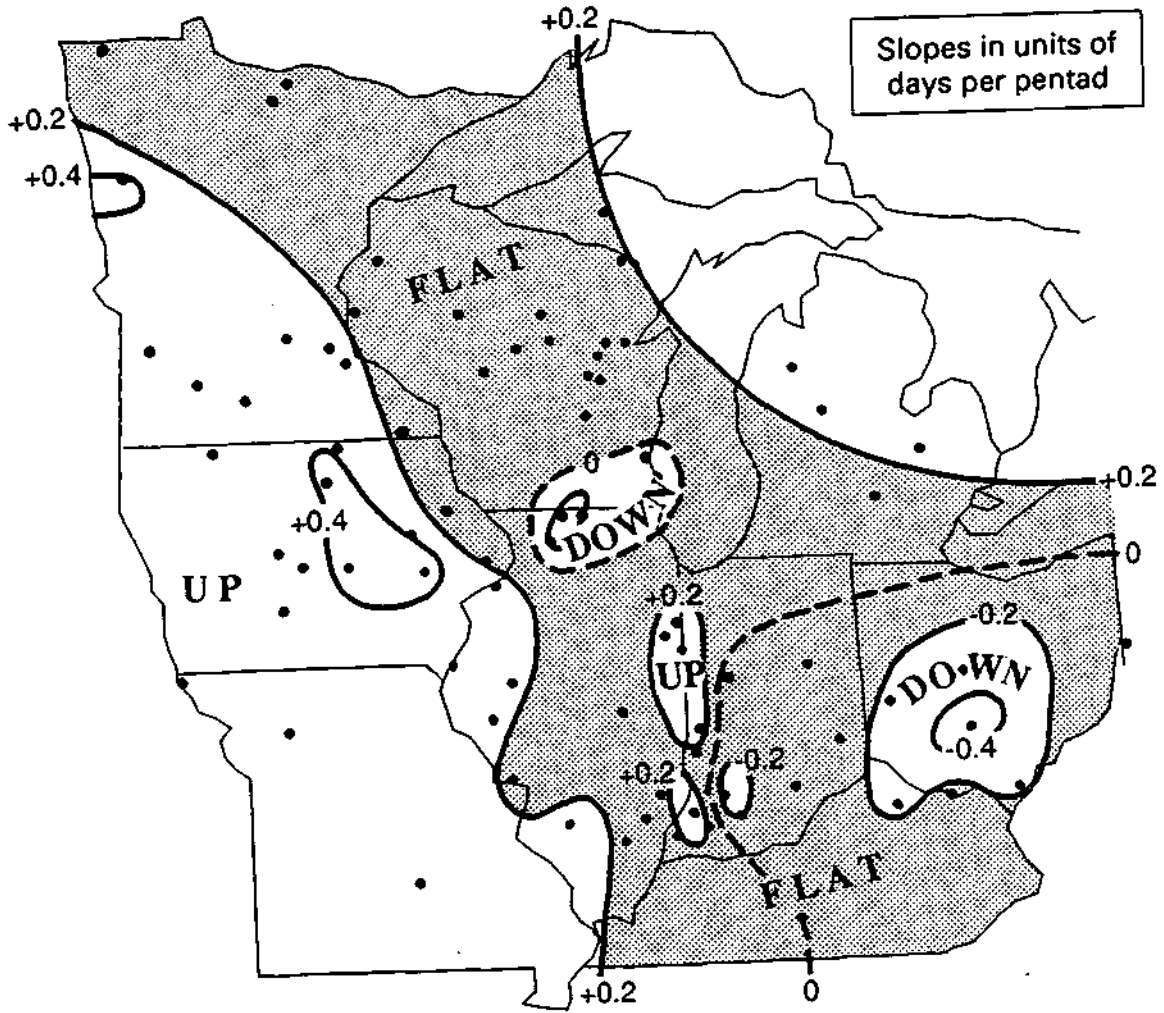 +0.2
Slopes in units of
days per pentad
+0.2
+0.4
FLAT
0
+0.2
DOWN
+0.4
0
UP
+0.2
-0.2
DOWN
UP
-0.4
+0.2
-0.2
FLAT
+0.2
0